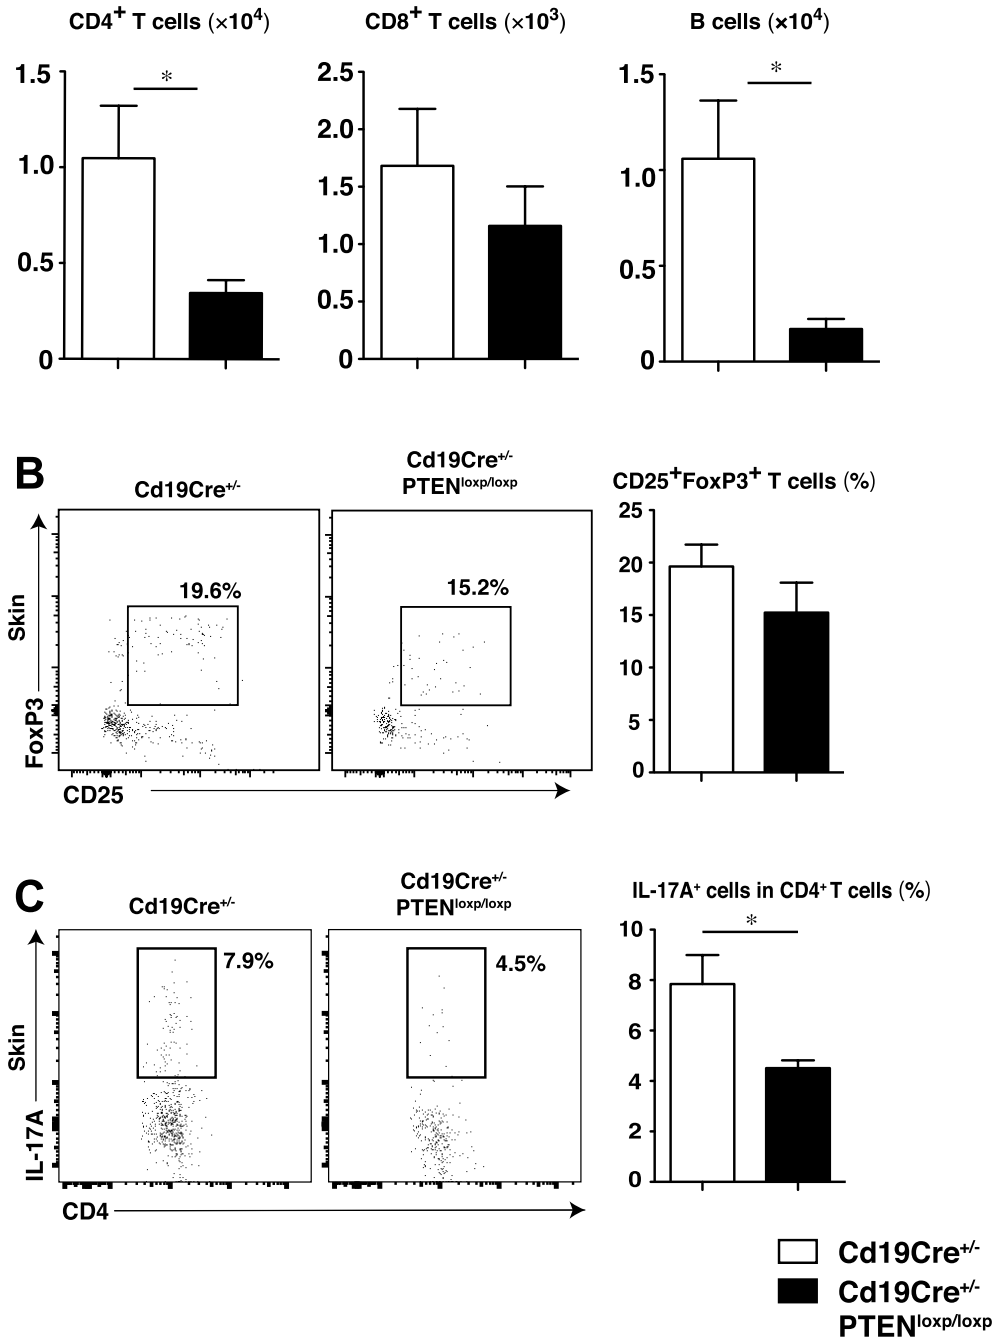 CD4⁺ T cells (×10⁴)
CD8⁺ T cells (×10³)
B cells (×10⁴)
1.5
1.0
0.5
0
*
2.5
2.0
1.5
1.0
0.5
0
1.5
1.0
0.5
0
*
B
Cd19Cre⁺/⁻
Cd19Cre⁺/⁻
PTENloxp/loxp
CD25⁺FoxP3⁺ T cells (%)
19.6%
15.2%
Skin
FoxP3
CD25
25
20
15
10
5
0
C
Cd19Cre⁺/⁻
Cd19Cre⁺/⁻
PTENloxp/loxp
IL-17A⁺ cells in CD4⁺ T cells (%)
7.9%
4.5%
Skin
IL-17A
CD4
*
10
8
6
4
2
0
Cd19Cre⁺/⁻
Cd19Cre⁺/⁻
PTENloxp/loxp